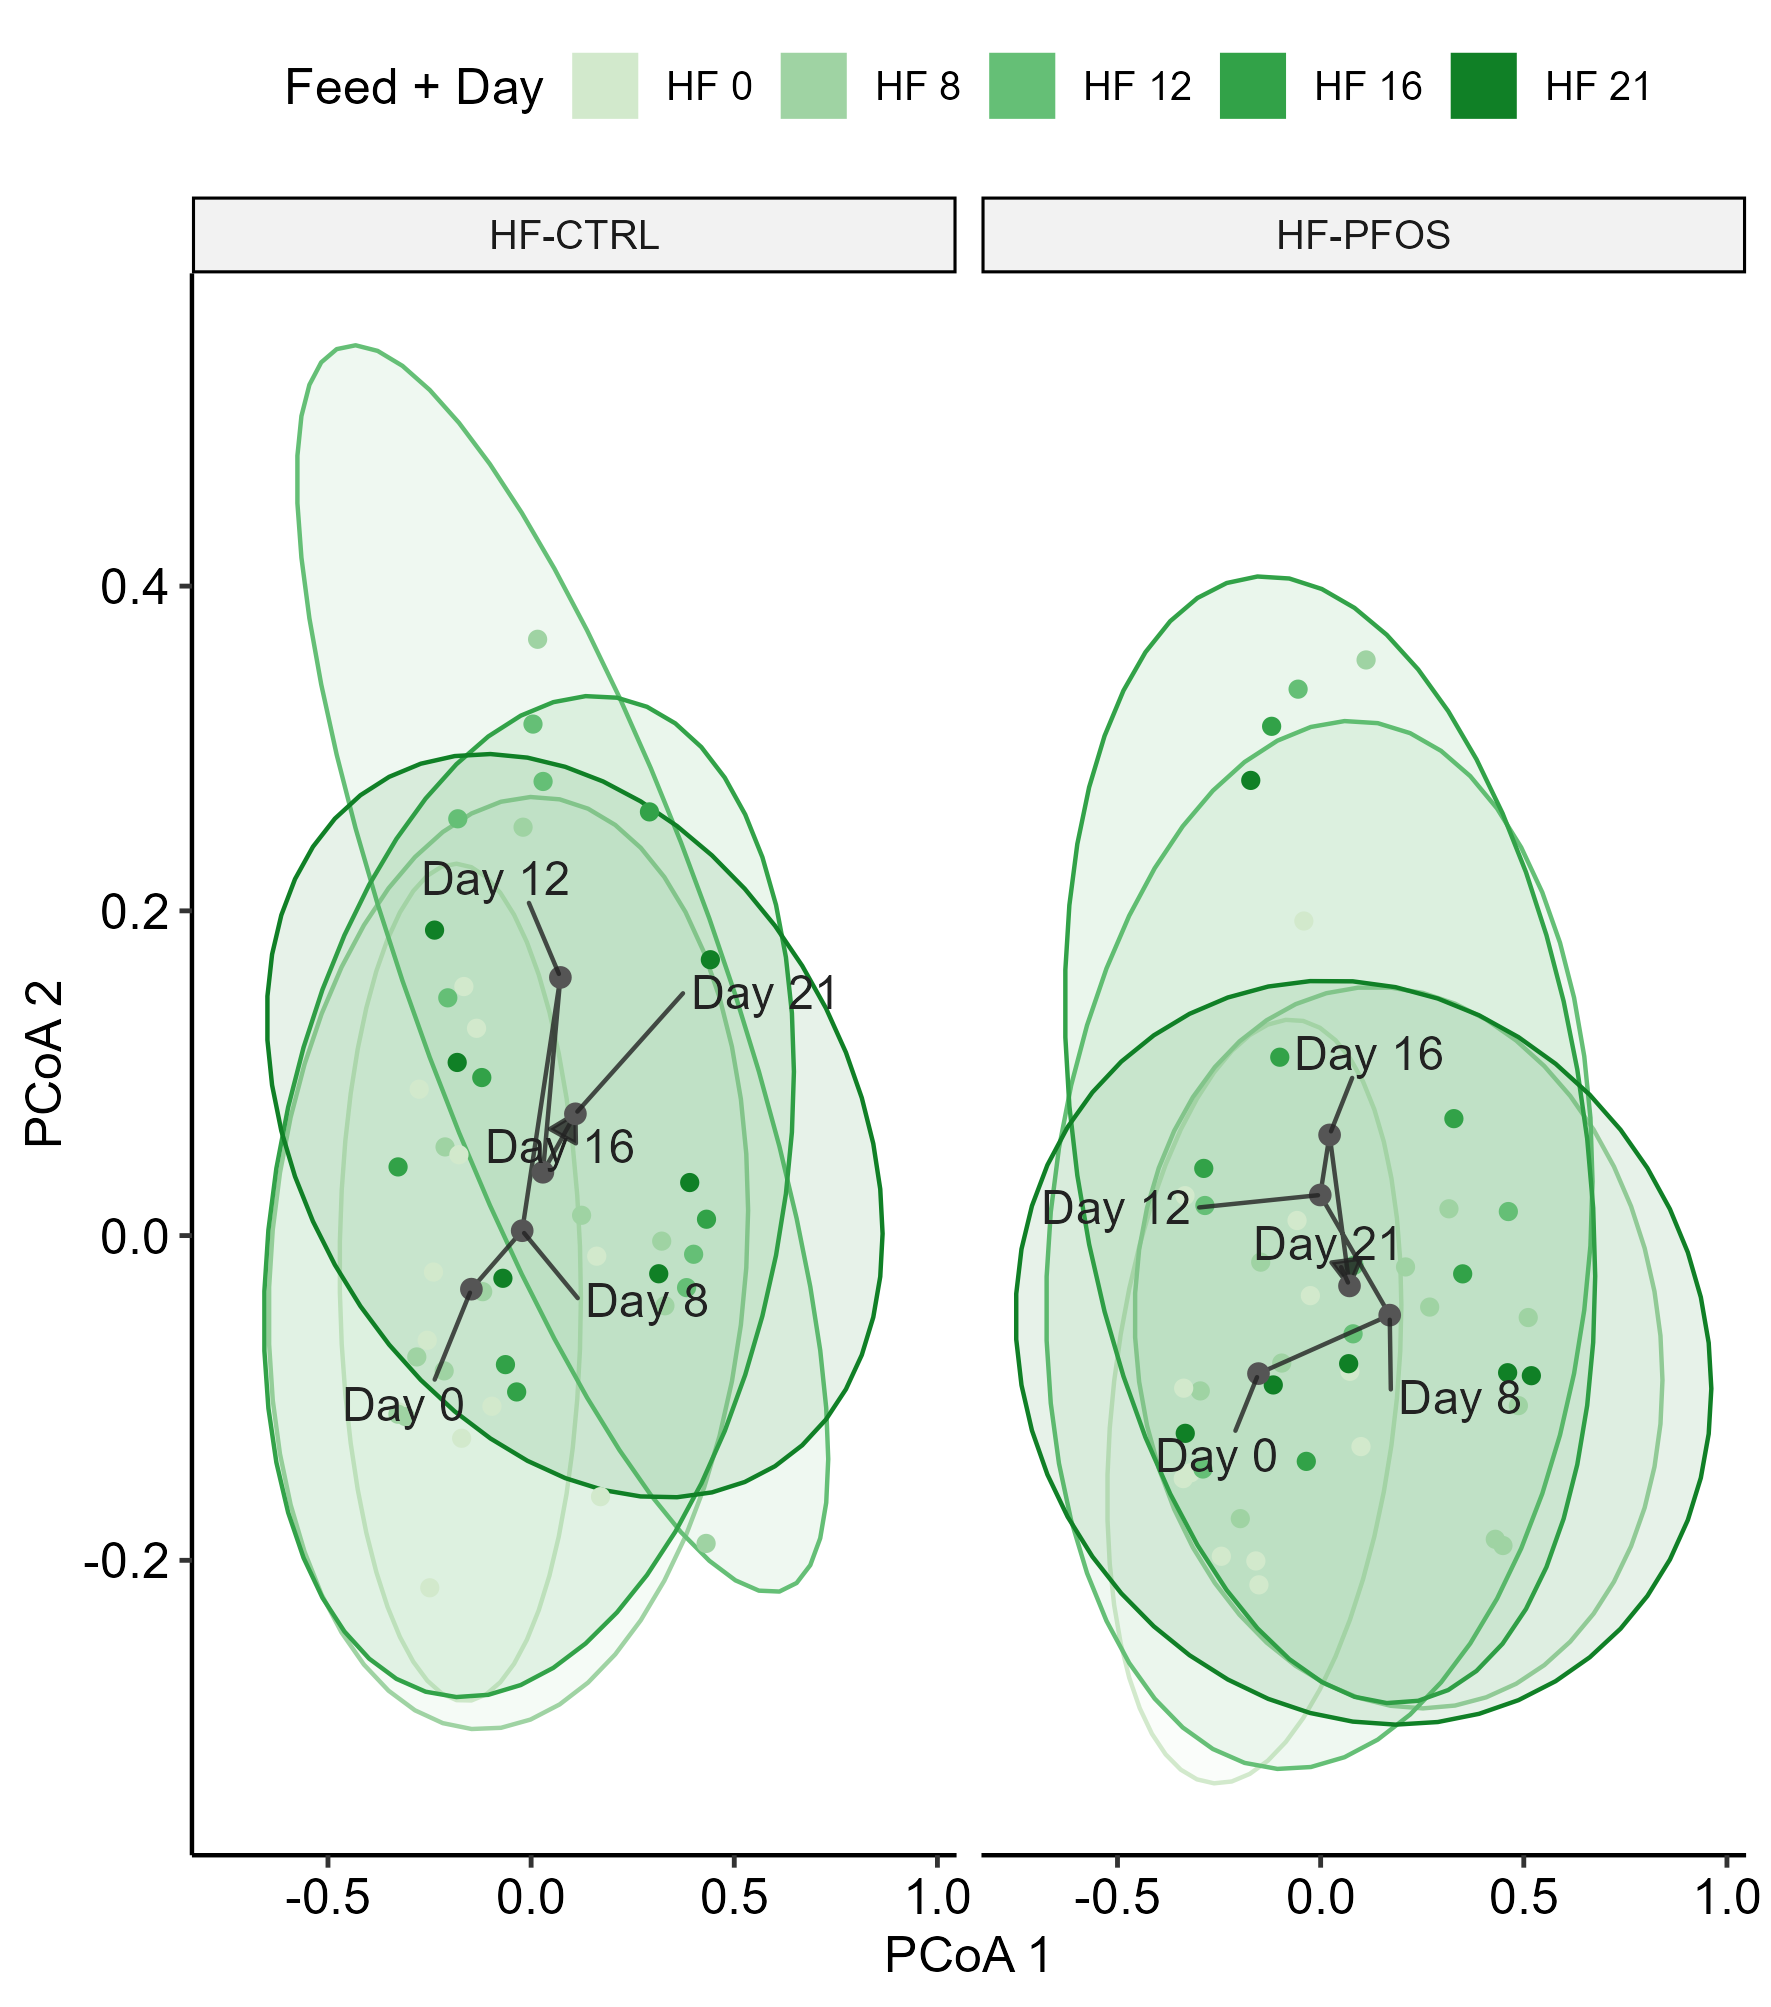 Feed + Day HF 0 HF 8 HF 12 HF 16 HF 21
HF-CTRL HF-PFOS
PCoA 2
0.4
0.2
0.0
-0.2
Day 12
Day 21
Day 16
Day 8
Day 0
Day 16
Day 12
Day 21
Day 8
Day 0
-0.5 0.0 0.5 1.0 -0.5 0.0 0.5 1.0
PCoA 1